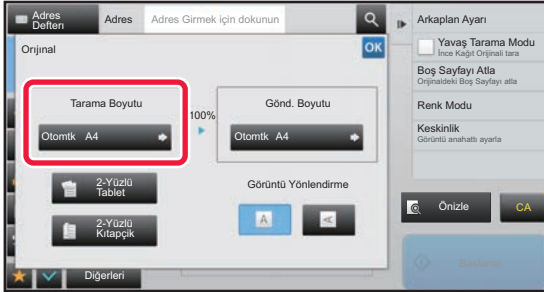 Adres
Defteri
Adres
Adres Girmek için dokunun
Orijinal
OK
Tarama Boyutu
100%
Gönd. Boyutu
Otomtk A4
Otomtk A4
2-Yüzlü
Tablet
2-Yüzlü
Kıtapçik
Görüntü Yönlendirme
A
A
Diğerleri
Arkaplan Ayarı
Yavaş Tarama Modu
İnce Kağıt Orijinali tara
Boş Sayfayı Atla
Orijinaldeki Boş Sayfayı atla
Renk Modu
Keskinlik
Görüntü anahattı ayarla
Önizle
CA